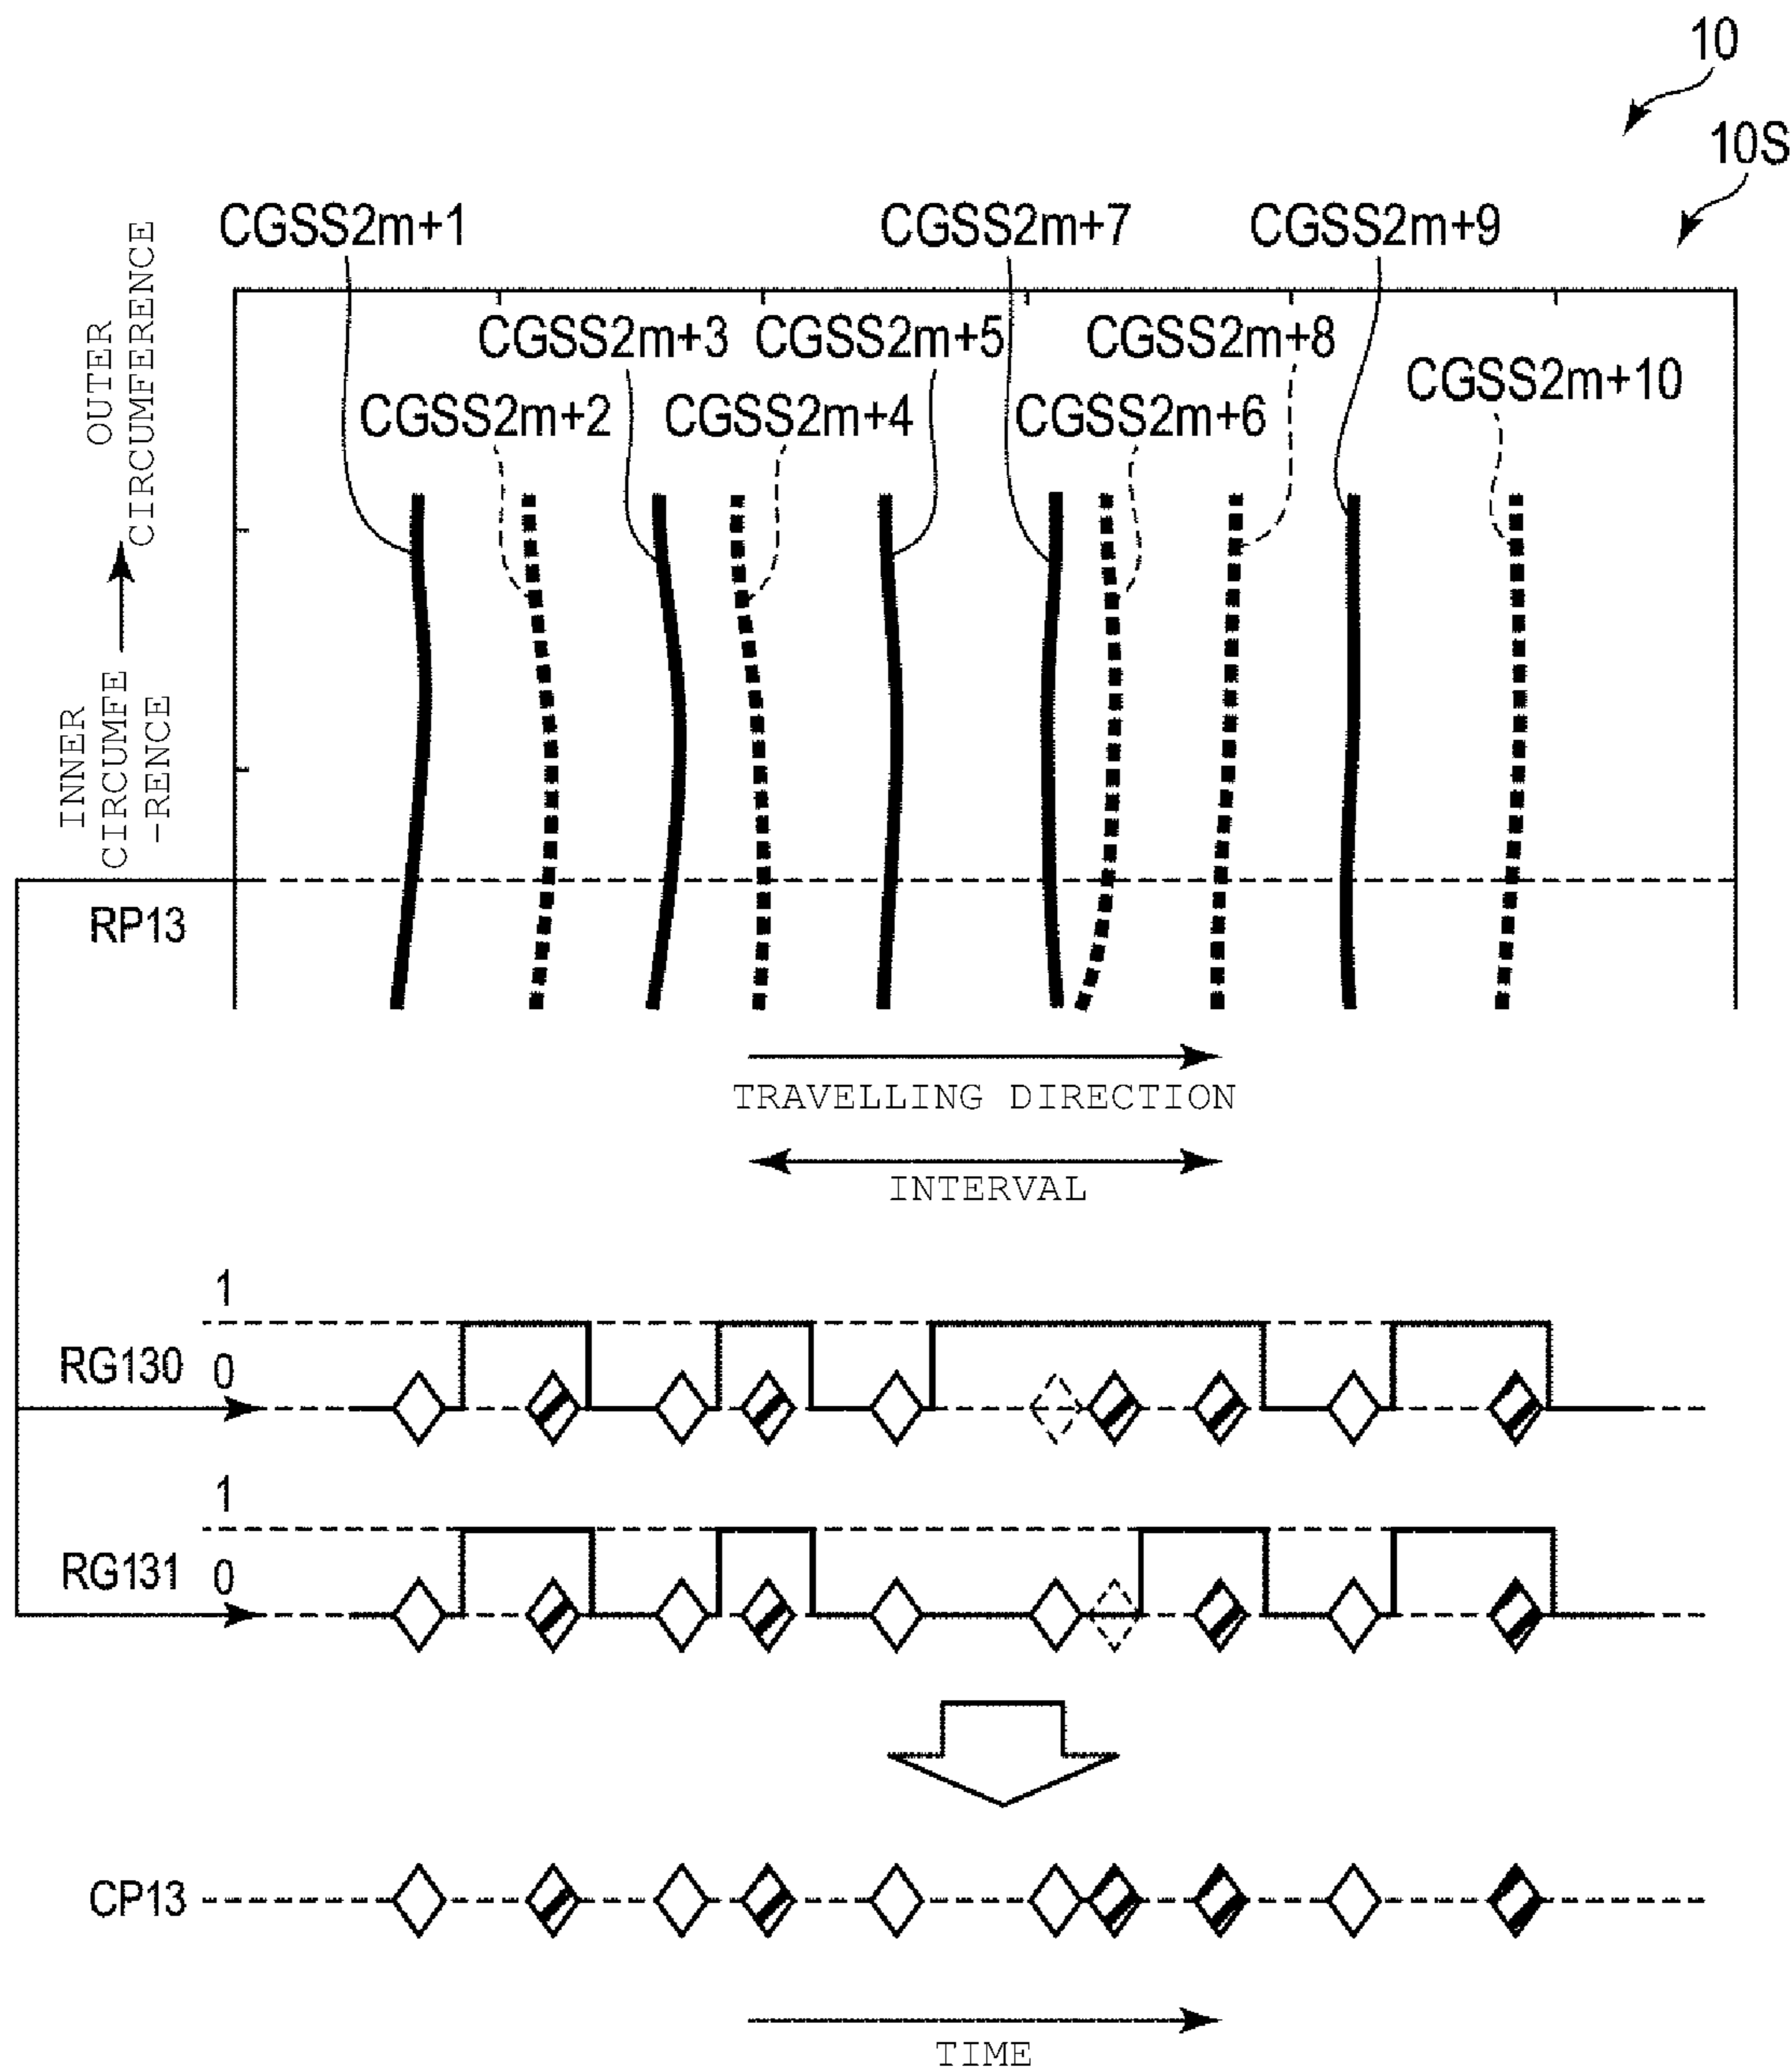 10
10S
CGSS2m+1
CGSS2m+7
CGSS2m+9
CGSS2m+3
CGSS2m+5
CGSS2m+8
CGSS2m+10
CGSS2m+2
CGSS2m+4
CGSS2m+6
OUTER
CIRCUMFERENCE
INNER
CIRCUMFE
-RENCE
RP13
TRAVELLING DIRECTION
INTERVAL
1
RG130 0
1
RG131 0
CP13
TIME